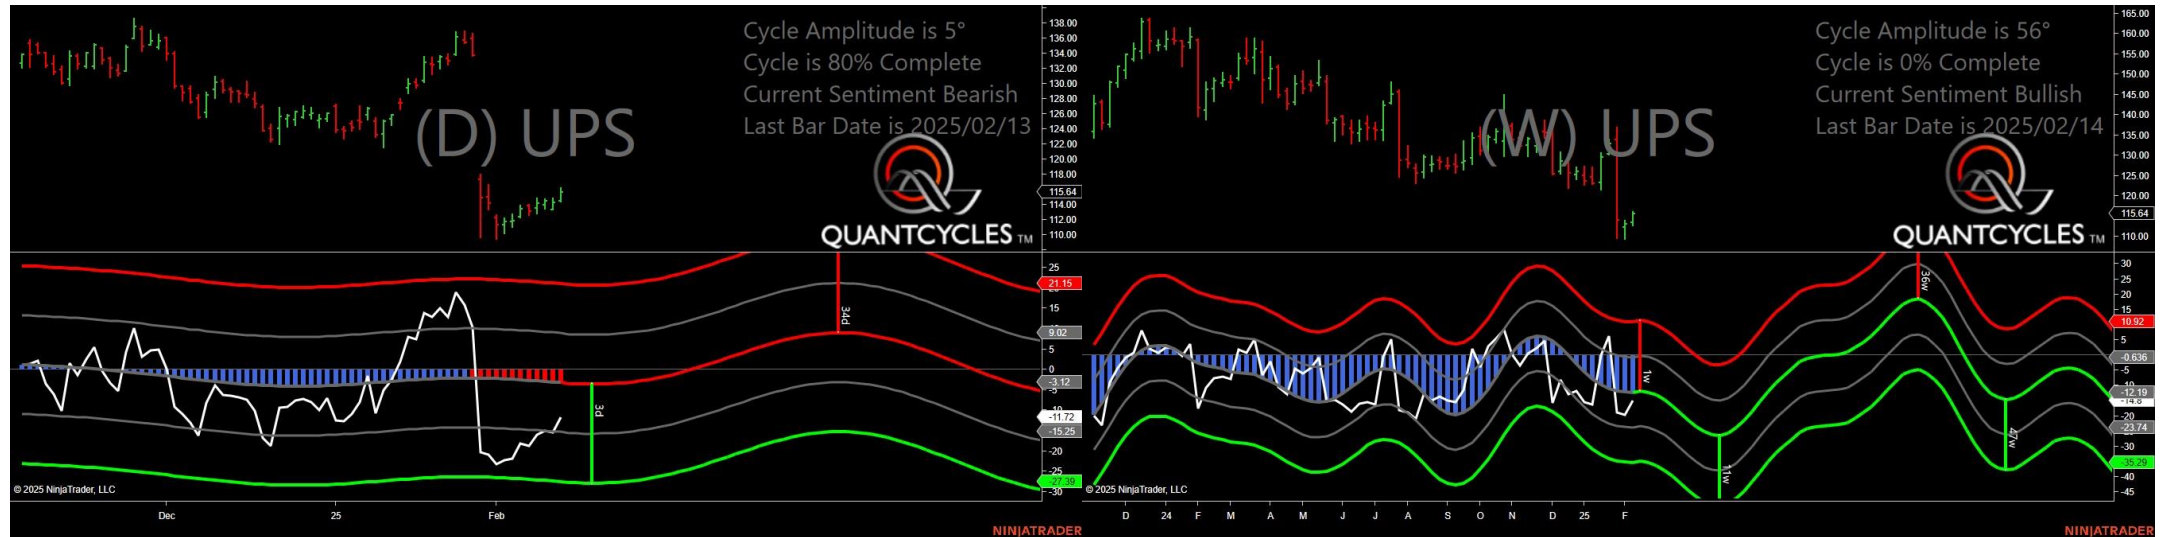 Cycle Amplitude is 5°
Cycle is 80% Complete
Current Sentiment Bearish
Last Bar Date is 2025/02/13
(D) UPS
QUANTCYCLES TM
138.00
136.00
134.00
132.00
130.00
128.00
126.00
124.00
122.00
120.00
118.00
115.64
114.00
112.00
110.00
25
21.15
15
9.02
5
0
-3.12
-5
-11.72
-15.25
-20
-25
-27.39
-30
34d
3d
© 2025 NinjaTrader, LLC
Dec
25
Feb
NINJATRADER
Cycle Amplitude is 56°
Cycle is 0% Complete
Current Sentiment Bullish
Last Bar Date is 2025/02/14
(W) UPS
QUANTCYCLES TM
165.00
160.00
155.00
150.00
145.00
140.00
135.00
130.00
125.00
120.00
115.64
110.00
30
25
20
15
10.92
5
-0.636
-5
-12.19
-20
-23.74
-30
-35.29
-40
-45
1w
11w
36w
47w
© 2025 NinjaTrader, LLC
D
24
F
M
A
M
J
J
A
S
O
N
D
25
F
NINJATRADER